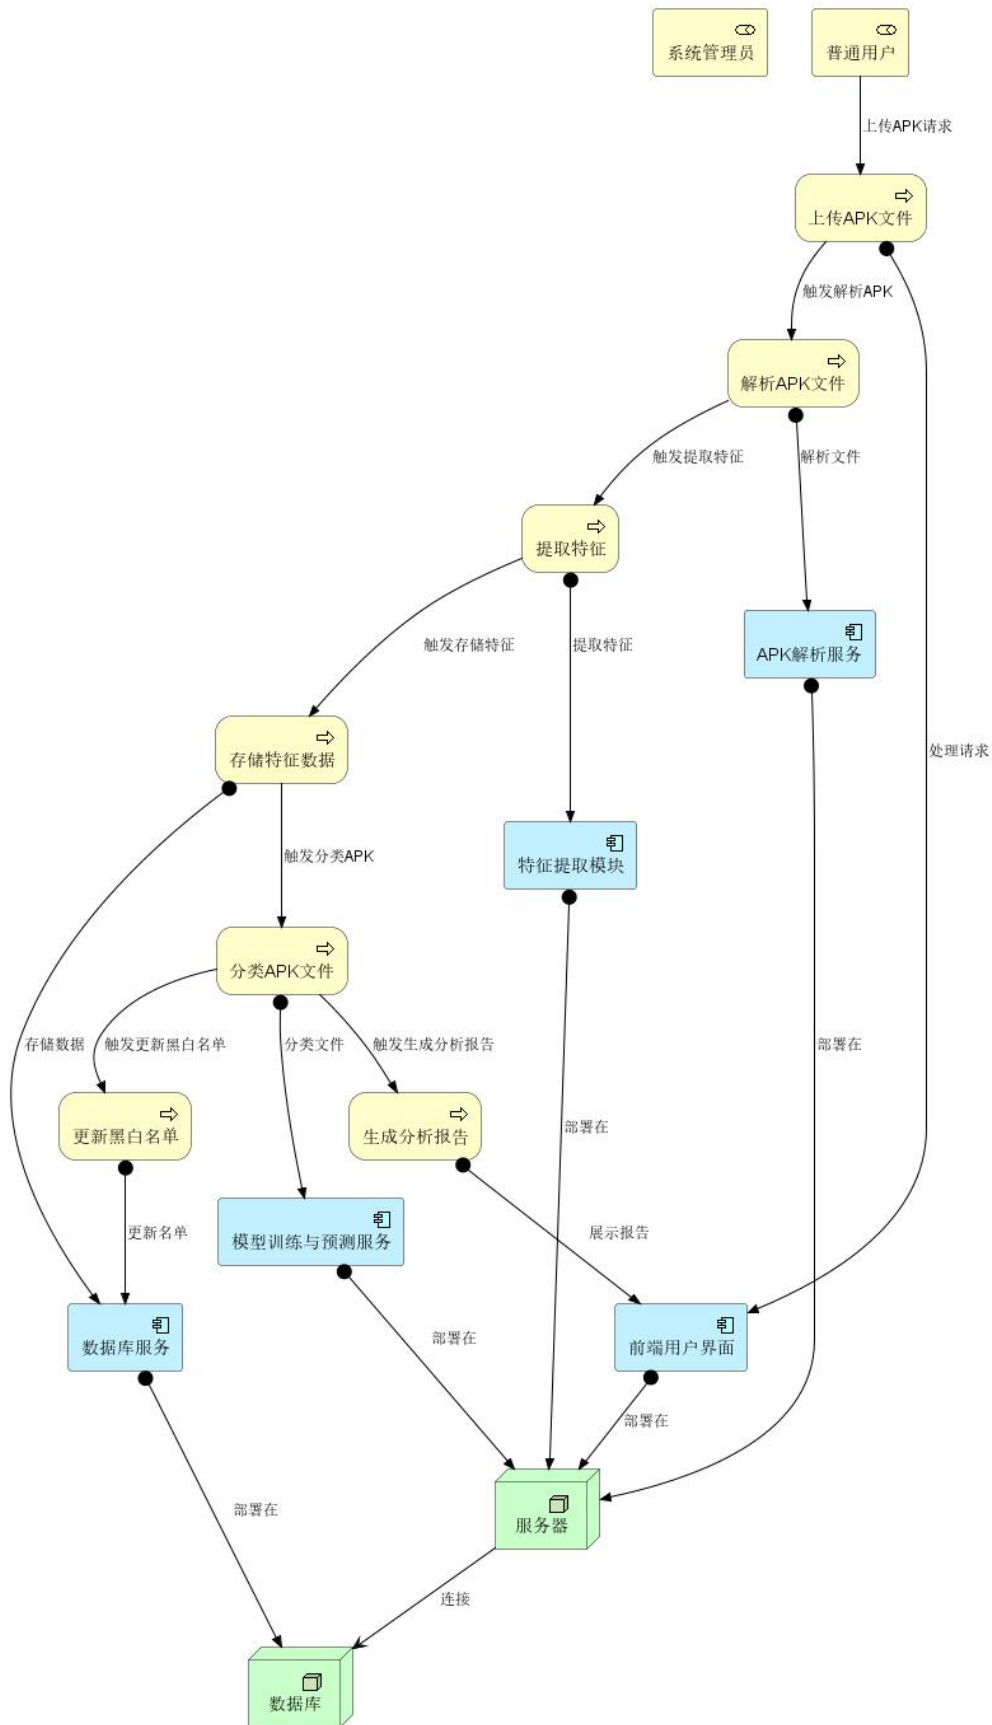 系统管理员
普通用户
上传APK请求
上传APK文件
触发解析APK
解析APK文件
触发提取特征
解析文件
提取特征
触发存储特征
提取特征
APK解析服务
存储特征数据
处理请求
触发分类APK
特征提取模块
分类APK文件
存储数据
触发更新黑白名单
分类文件
触发生成分析报告
部署在
更新黑白名单
生成分析报告
部署在
更新名单
模型训练与预测服务
展示报告
数据库服务
部署在
前端用户界面
部署在
部署在
服务器
连接
数据库